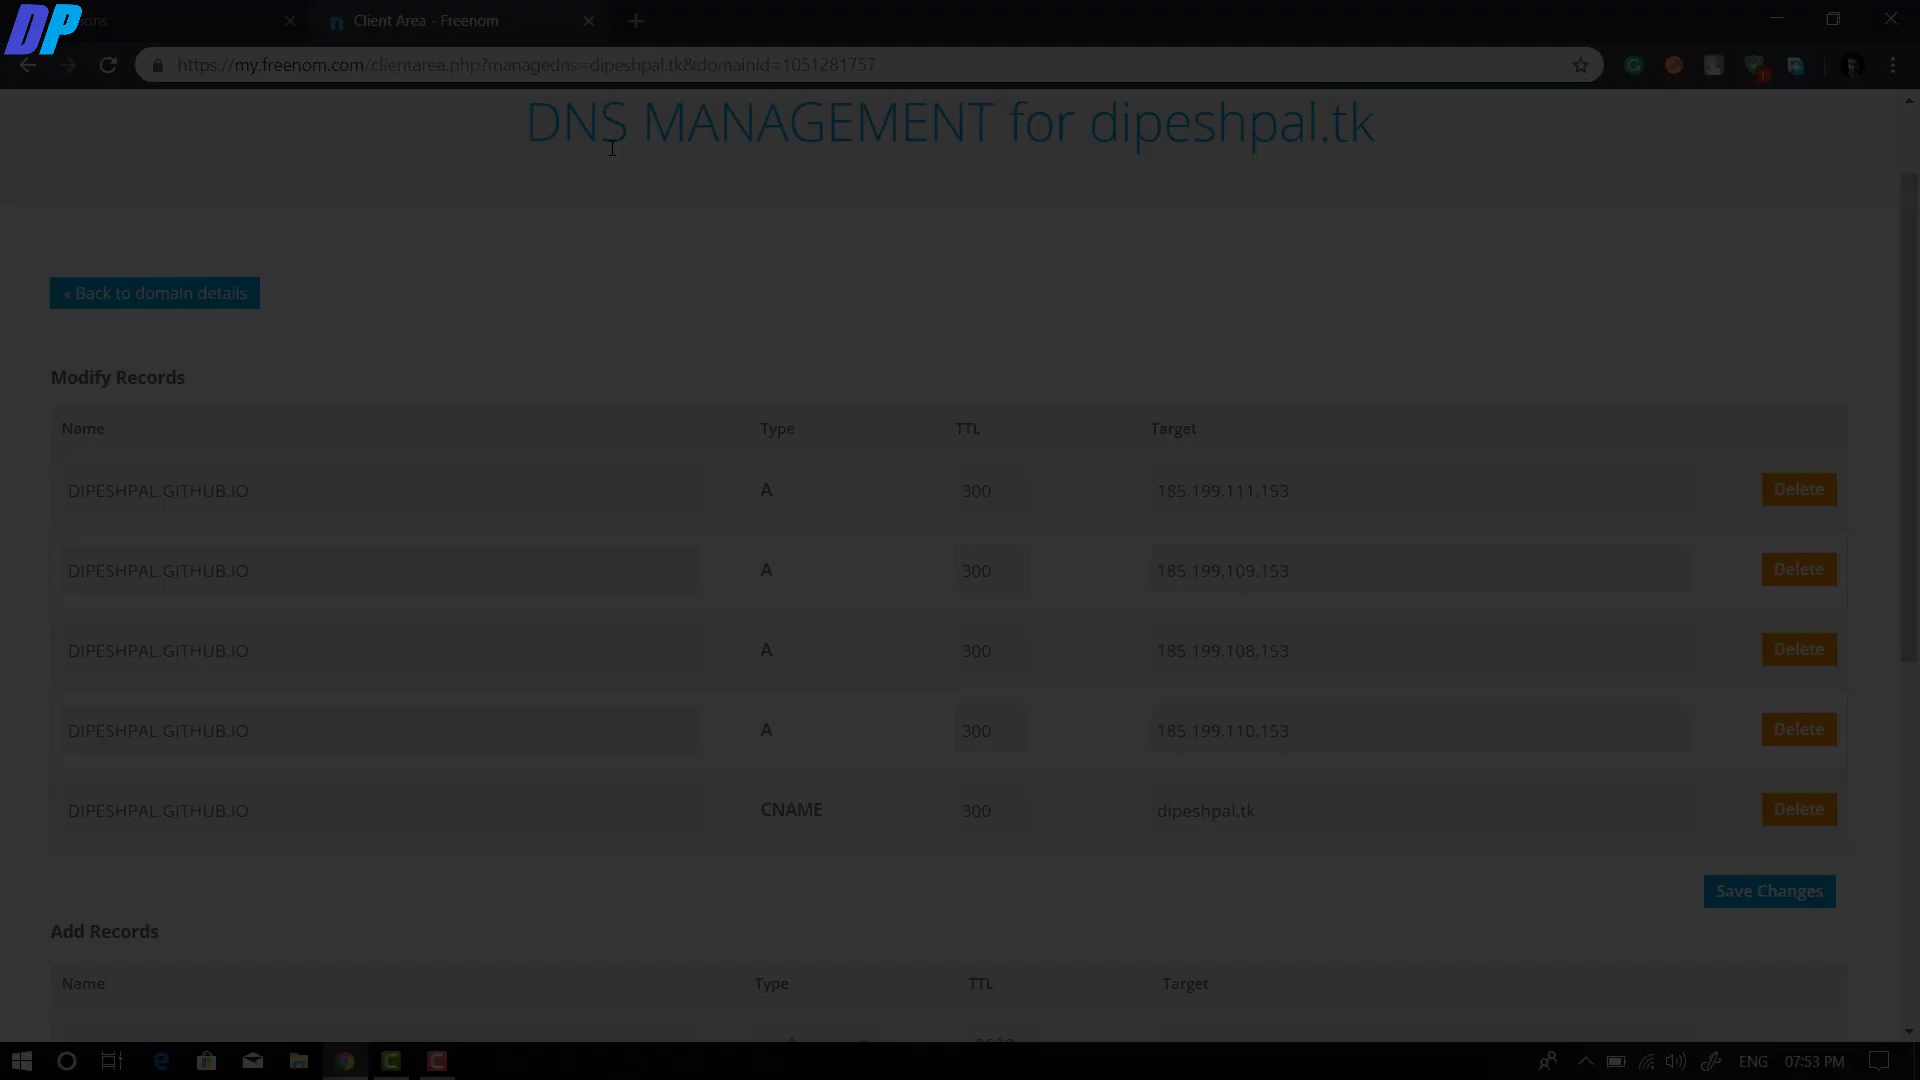 DP
ons
Client Area - Freenom
https://my.freenom.com/clientarea.php?managedns=dipeshpal.tk&domainid=1051281757
DNS MANAGEMENT for dipeshpal.tk
« Back to domain details
Modify Records
Name Type TTL Target
DIPESHPAL.GITHUB.IO A 300 185.199.111.153 Delete
DIPESHPAL.GITHUB.IO A 300 185.199.109.153 Delete
DIPESHPAL.GITHUB.IO A 300 185.199.108.153 Delete
DIPESHPAL.GITHUB.IO A 300 185.199.110.153 Delete
DIPESHPAL.GITHUB.IO CNAME 300 dipeshpal.tk Delete
Save Changes
Add Records
Name Type TTL Target
ENG 07:53 PM